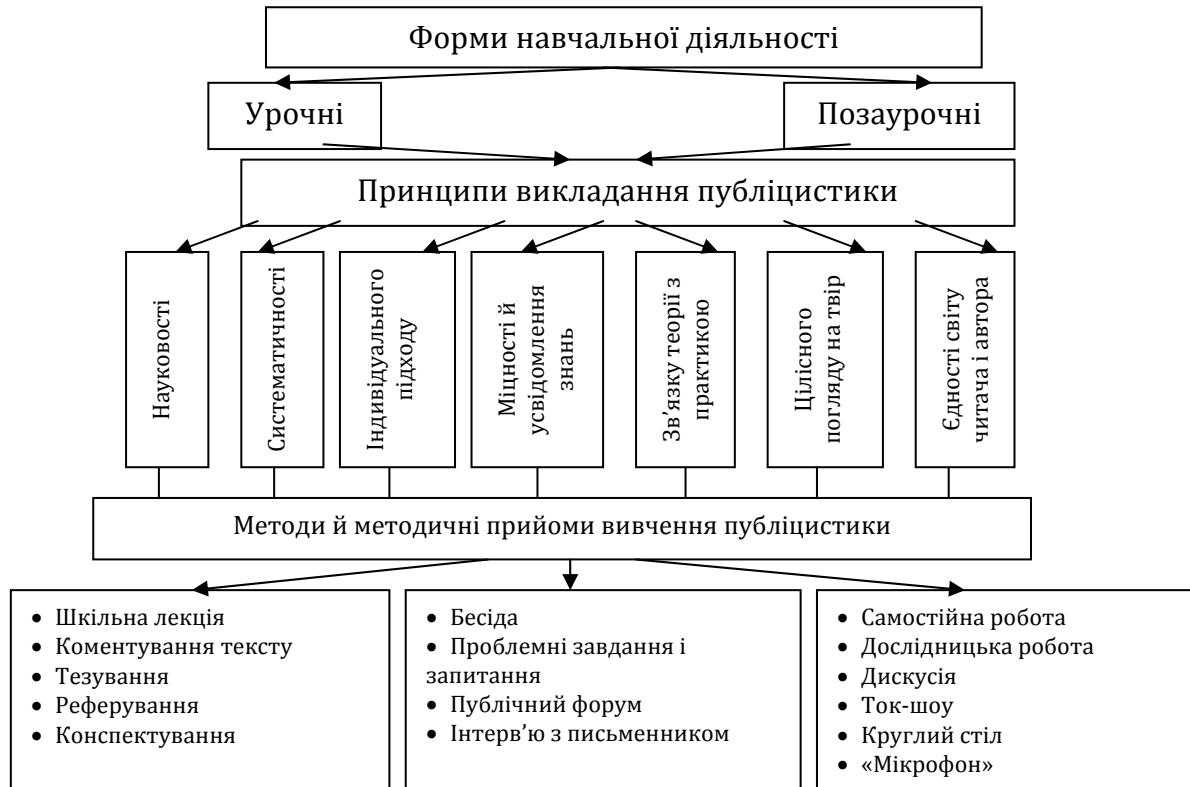 Форми навчальної діяльності
Урочні
Позаурочні
Принципи викладання публіцистики
Науковості
Систематичності
Індивідуального
підходу
Міцності й
усвідомлення
знань
Зв’язку теорії з
практикою
Цілісного
погляду на твір
Єдності світу
читача і автора
Методи й методичні прийоми вивчення публіцистики
• Шкільна лекція
• Коментування тексту
• Тезування
• Реферування
• Конспектування
• Бесіда
• Проблемні завдання і
запитання
• Публічний форум
• Інтерв’ю з письменником
• Самостійна робота
• Дослідницька робота
• Дискусія
• Ток-шоу
• Круглий стіл
• «Мікрофон»